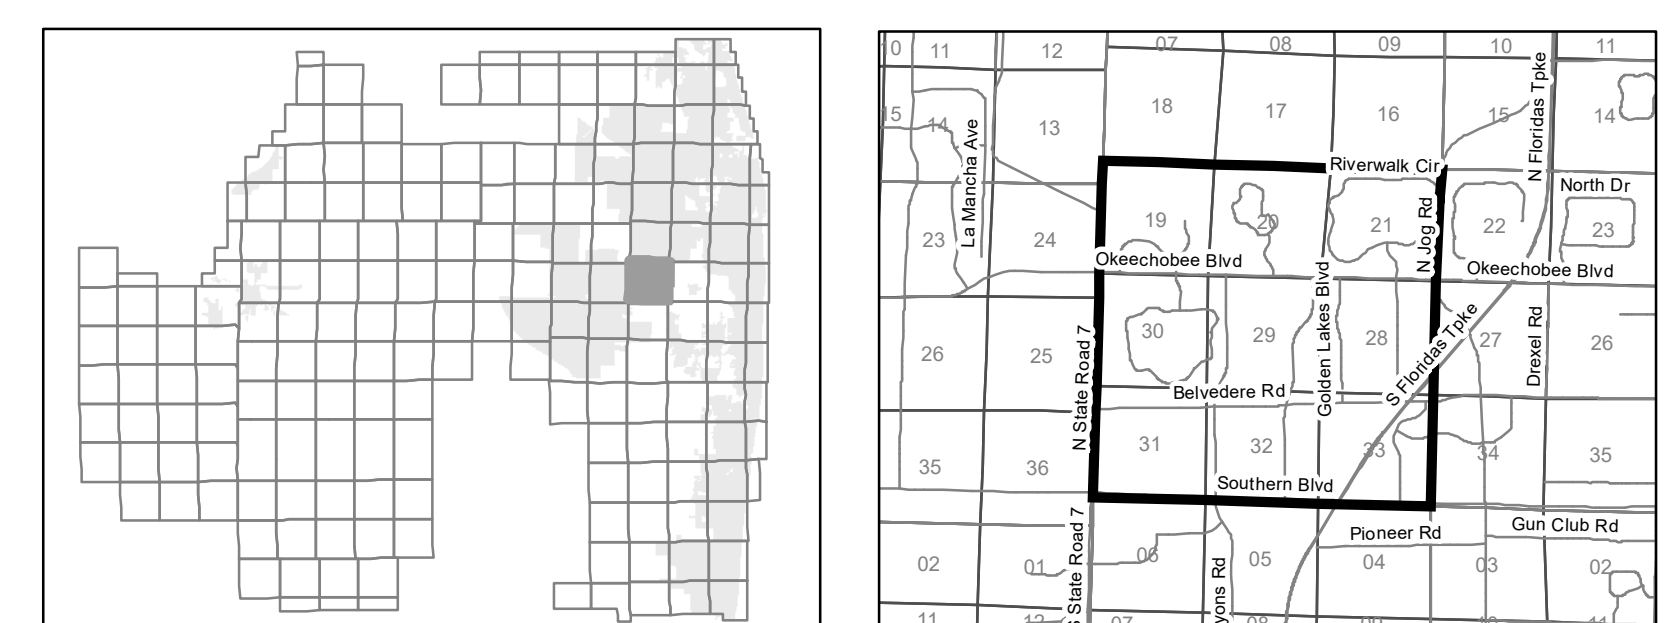 07 08 09 10 11
10 11 12
N Floridas Tpke
18 17 16 15 14
15 14 13
La Mancha Ave
Riverwalk Cir
North Dr
N Jog Rd
19 20 21 22 23
23 24
Okeechobee Blvd
Okeechobee Blvd
Golden Lakes Blvd
S Floridas Tpke
Drexel Rd
N State Road 7
30 29 28 27 26
26 25
Belvedere Rd
31 32 33 34 35
35 36
Southern Blvd
Gun Club Rd
Pioneer Rd
State Road 7
02 01 06 05 04 03 02
yons Rd
11 12 07 08 09 10 11